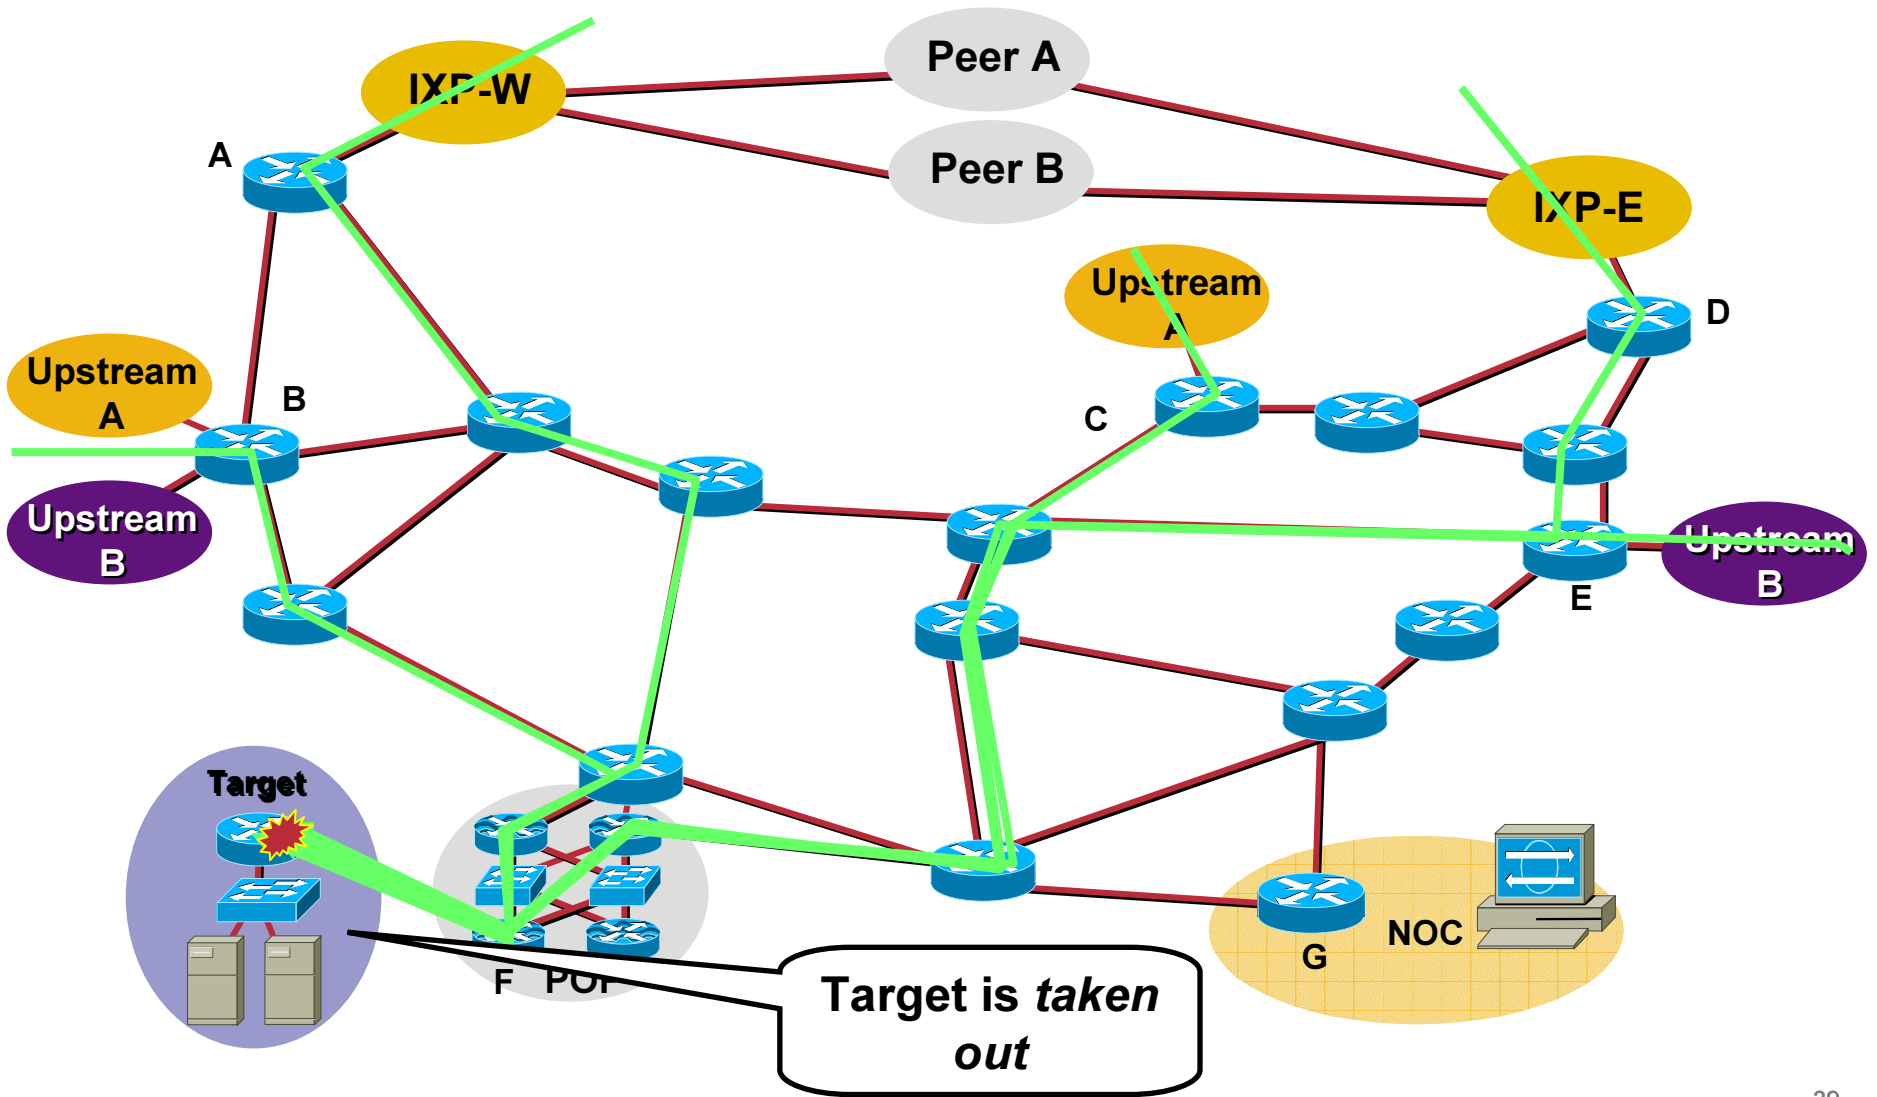 Peer A
IXP-W
A
Peer B
IXP-E
Upstream
A
D
Upstream
A
B
C
Upstream
B
Upstream
B
E
Target
NOC
G
F
Target is taken
out